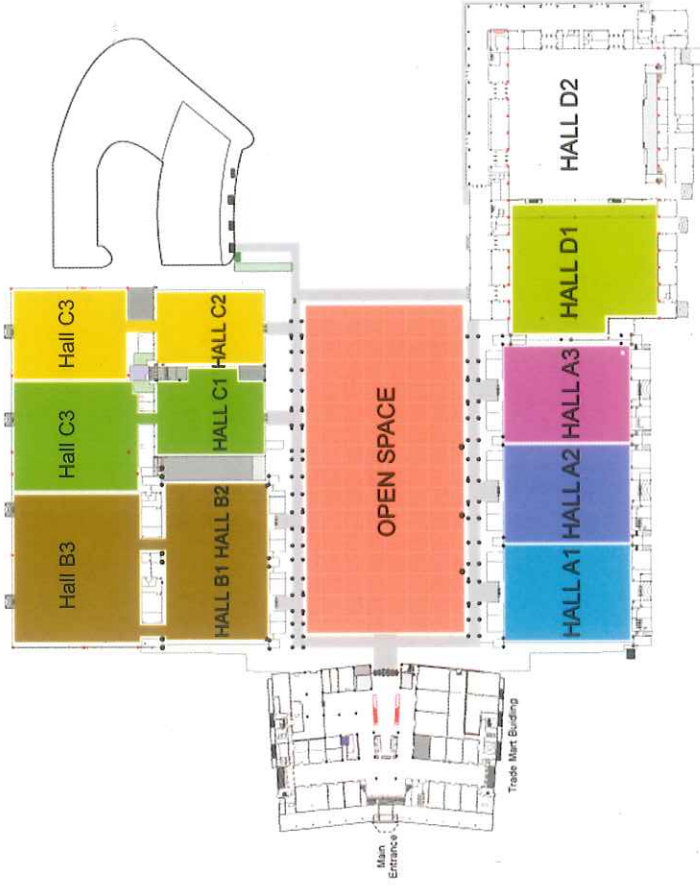 Hall C3
Hall C3
Hall B3
HALL C2
HALL C1
HALL B1 HALL B2
OPEN SPACE
HALL D2
HALL D1
HALL A3
HALL A2
HALL A1
Trade Mart Buiding
Main
Entrance